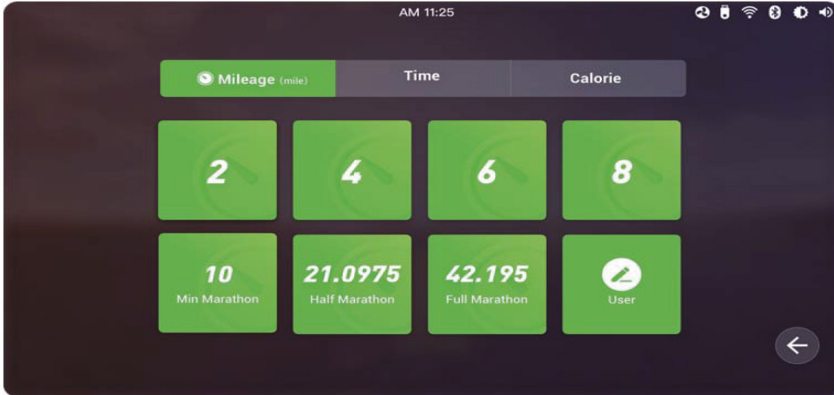 AM 11:25
Mileage (mile) Time Calorie
2 4 6 8
10 21.0975 42.195
Min Marathon Half Marathon Full Marathon User